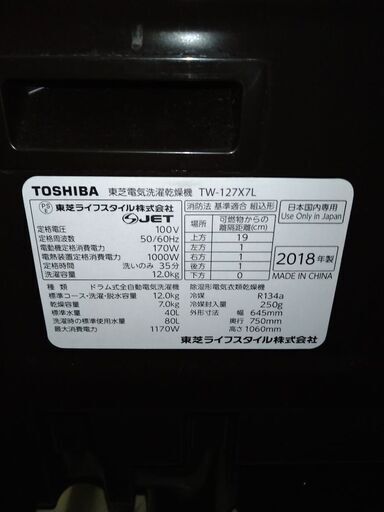 TOSHIBA 東芝電気洗濯乾燥機 TW-127X7L
PS E 東芝ライフスタイル株式会社
JET
定格電圧 100V
定格周波数 50/60Hz
電動機定格消費電力 170W
電熱装置定格消費電力 1000W
定格時間 洗いのみ 35分
洗濯容量 12.0kg
消防法 基準適合 組込形
場所 可燃物からの離隔距離(cm)
上方 19
左方 1
右方 1
前方 1
後方 1
下方 0
日本国内専用
Use Only in Japan
2018年製
MADE IN CHINA
種類 ドラム式全自動電気洗濯機
標準コース・洗濯・脱水容量 12.0kg
乾燥容量 7.0kg
標準水量 40L
洗濯時の標準使用水量 80L
最大消費電力 1170W
除湿形電気衣類乾燥機
冷媒 R134a
冷媒封入量 250g
外形寸法 幅 645mm
奥行 750mm
高さ 1060mm
東芝ライフスタイル株式会社